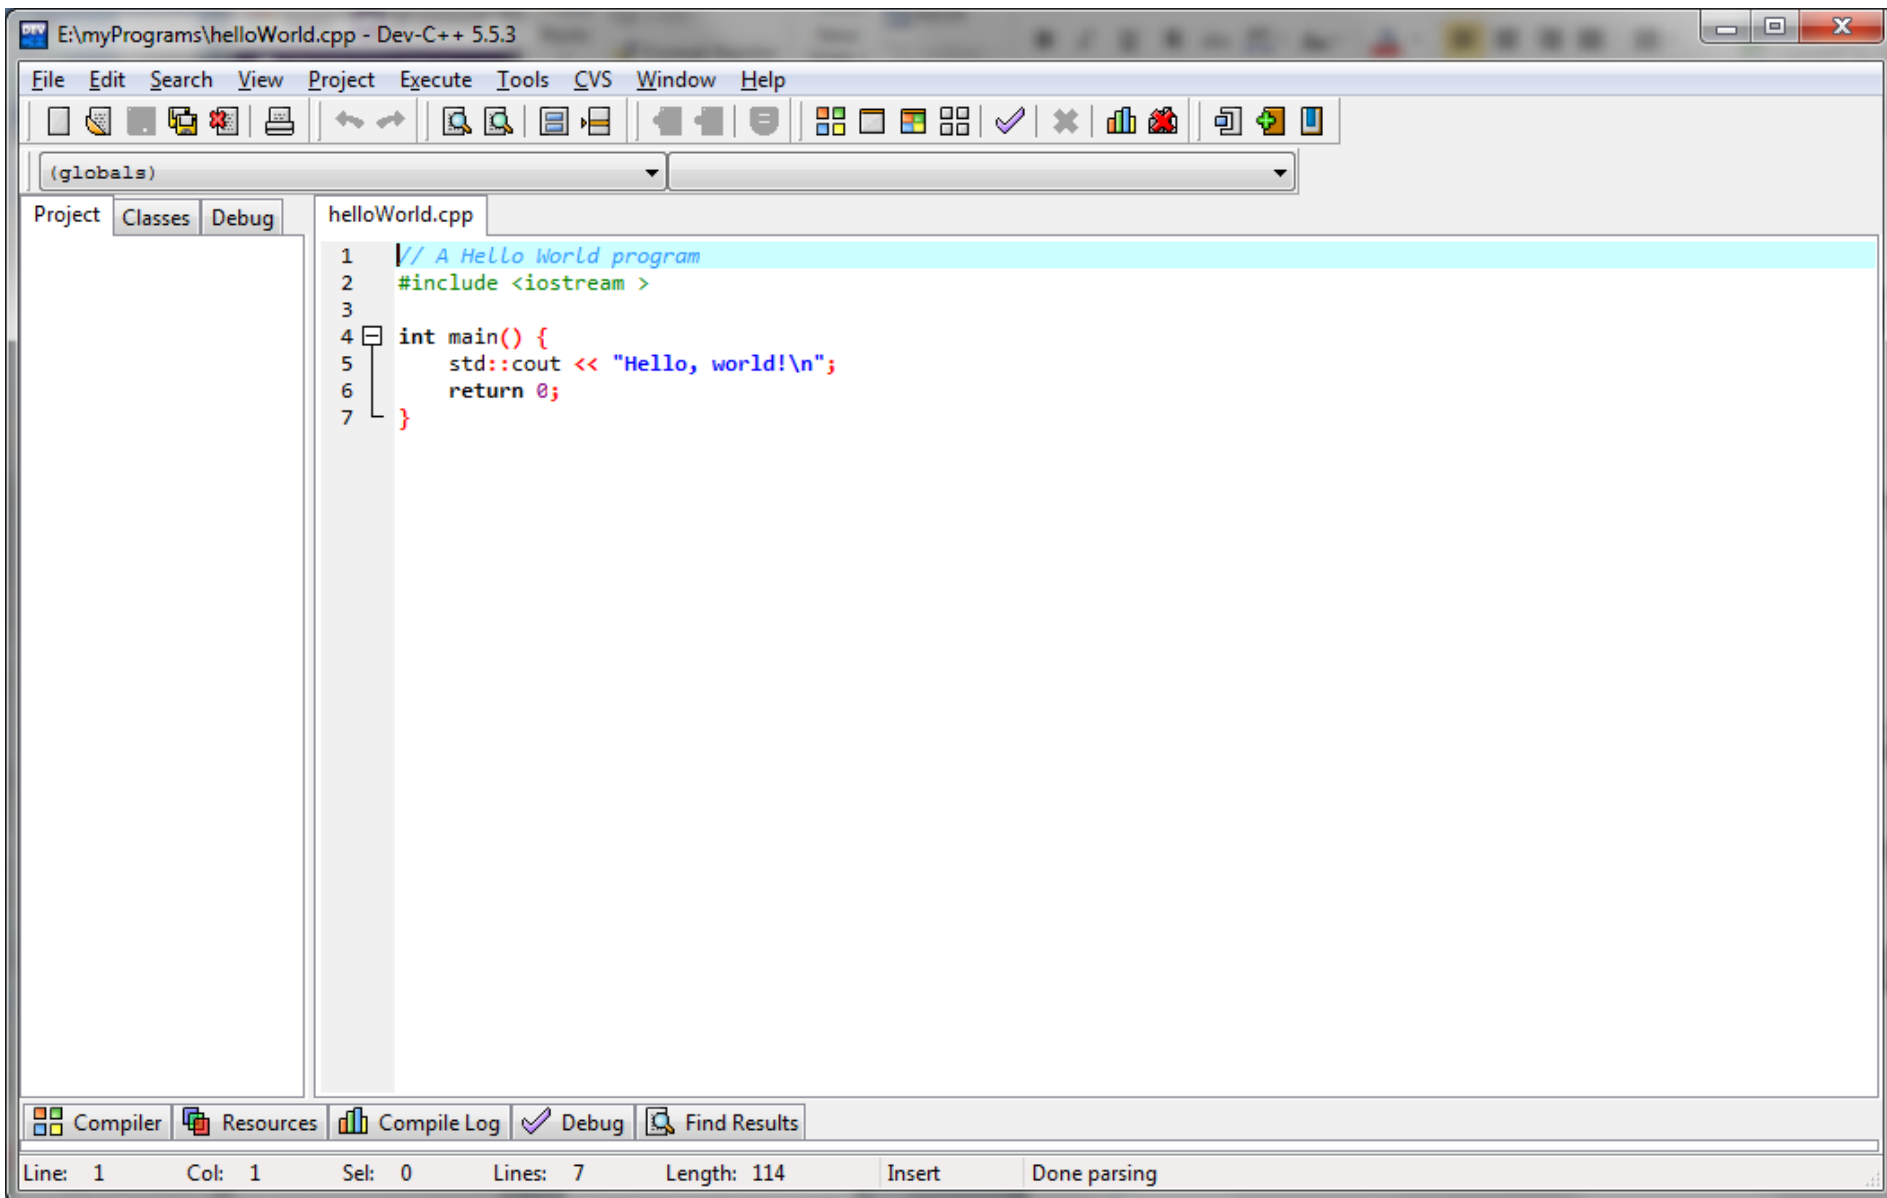 E:\myPrograms\helloWorld.cpp - Dev-C++ 5.5.3
File Edit Search View Project Execute Tools CVS Window Help
(globals)
Project Classes Debug helloWorld.cpp
1 // A Hello World program
2 #include <iostream >
3
4 int main() {
5 std::cout << "Hello, world!\n";
6 return 0;
7 }
Compiler Resources Compile Log Debug Find Results
Line: 1 Col: 1 Sel: 0 Lines: 7 Length: 114 Insert Done parsing